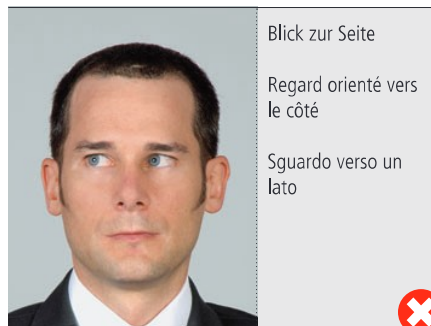 Blick zur Seite
Regard orienté vers
le côté
Sguardo verso un
lato